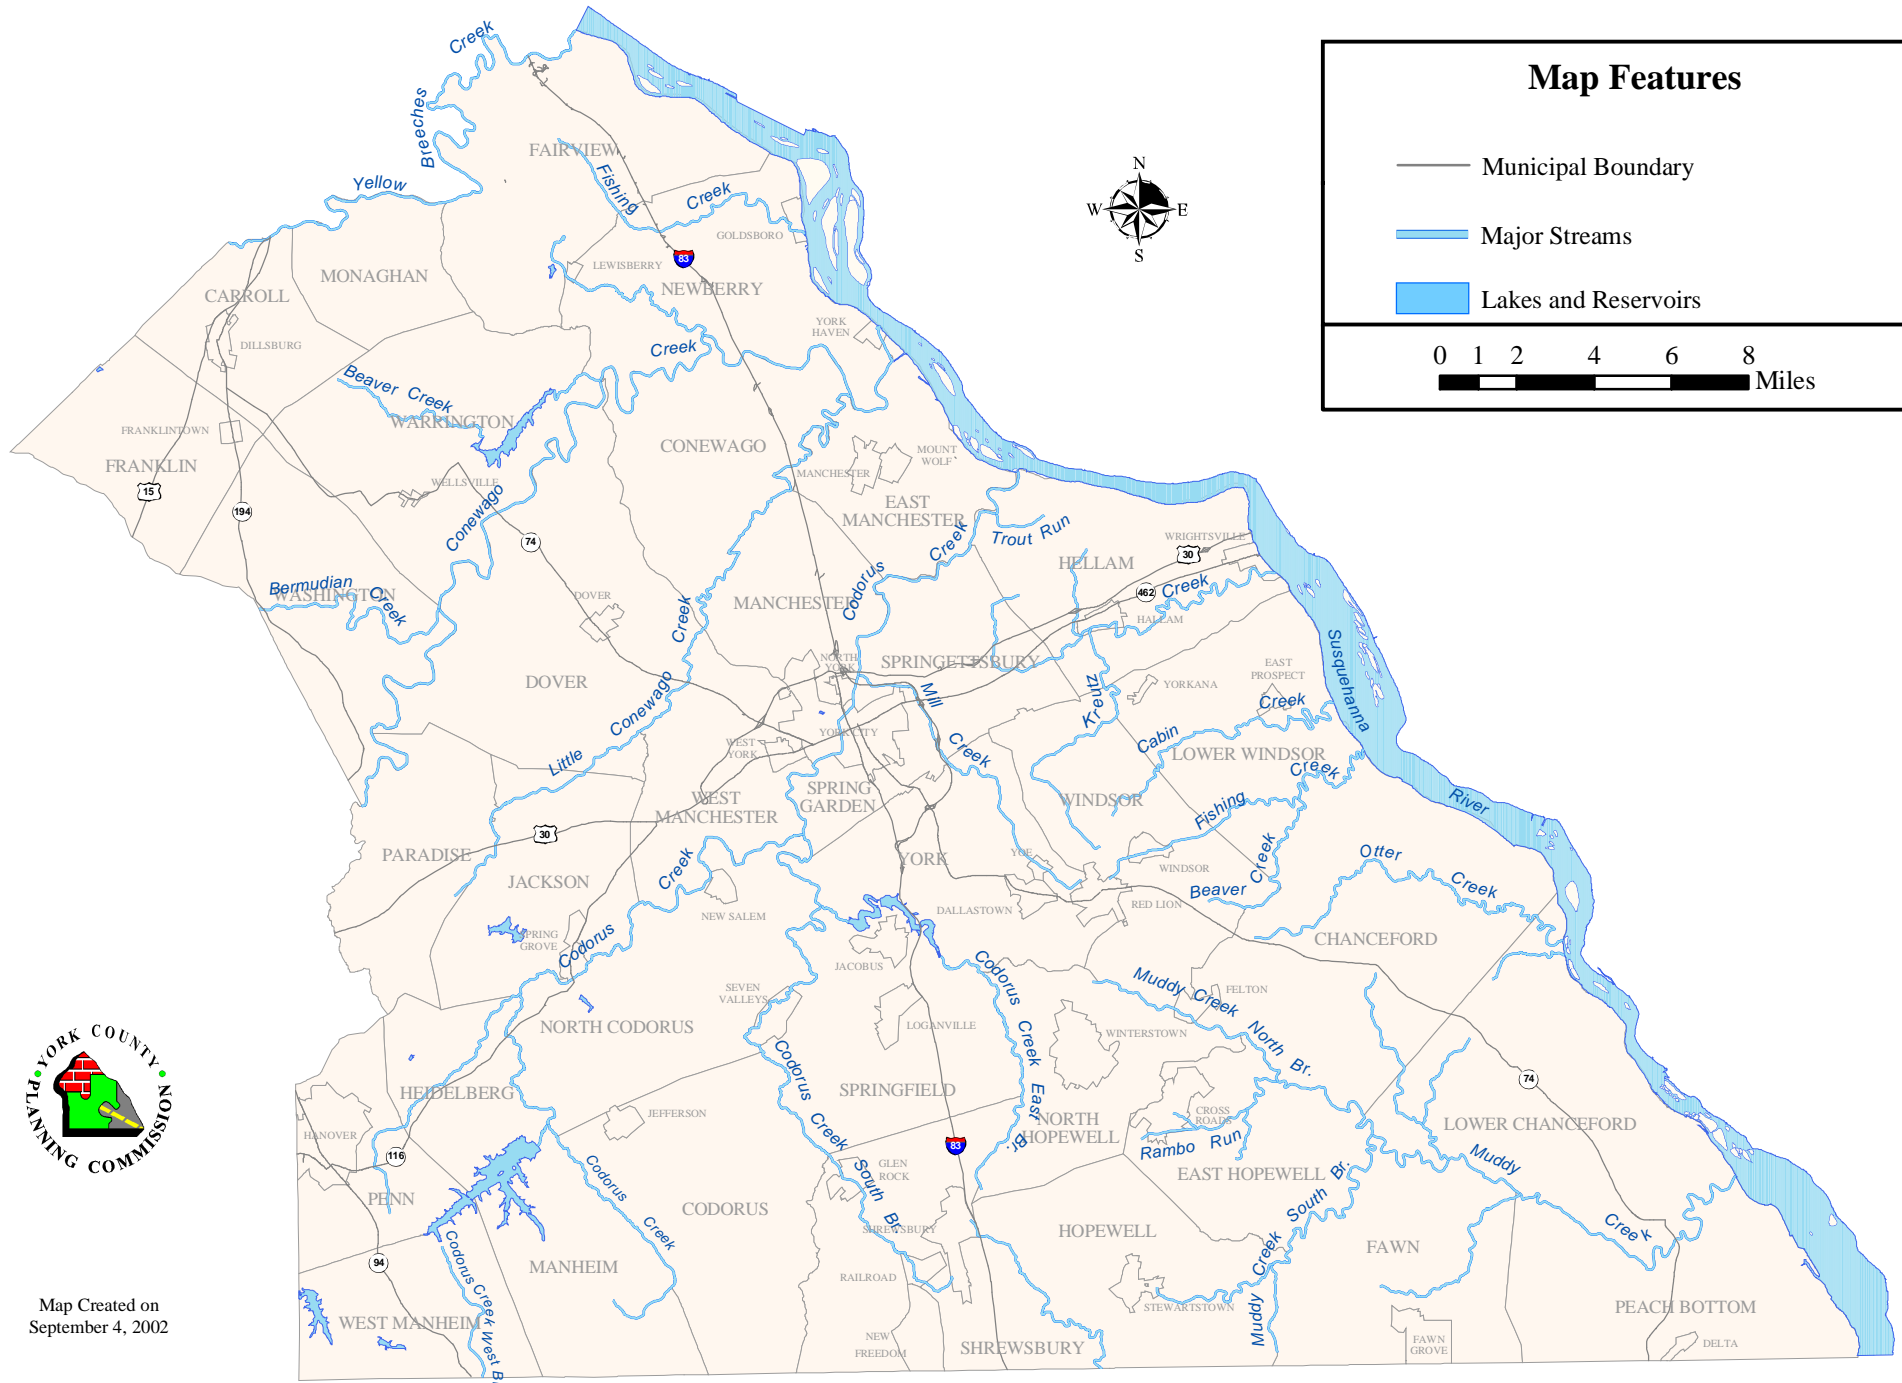 Map Features
Municipal Boundary
Major Streams
Lakes and Reservoirs
0 1 2 4 6 8
Miles
N
W E
S
Creek
Breeches
Yellow
FAIRVIEW
Fishing
Creek
GOLDSBORO
LEWISBERRY
83
NEWBERRY
MONAGHAN
CARROLL
DILLSBURG
YORK
HAVEN
Creek
Beaver Creek
WARRINGTON
FRANKLINTOWN
FRANKLIN
15
194
WELLSVILLE
CONEWAGO
MOUNT
WOLF
MANCHESTER
EAST
MANCHESTER
Conewago
74
Creek
Trout Run
WRIGHTSVILLE
30
HELLAM
462
Creek
HALLAM
Bermudian
Creek
WASHINGTON
DOVER
MANCHESTER
Codorus
Creek
NORTH
YORK
SPRINGETTSBURY
EAST
PROSPECT
Susquehanna
DOVER
Mill
Kreutz
YORKANA
Creek
Conewago
WEST
YORK
YORK CITY
Creek
Cabin
LOWER WINDSOR
Little
Creek
WEST
MANCHESTER
SPRING
GARDEN
WINDSOR
Fishing
River
30
PARADISE
YORK
YOE
WINDSOR
Creek
Otter
Creek
JACKSON
Creek
NEW SALEM
DALLASTOWN
RED LION
Beaver
SPRING
GROVE
Codorus
CHANCEFORD
JACOBUS
Codorus Creek East Br.
Muddy Creek North Br.
SEVEN
VALLEYS
FELTON
NORTH CODORUS
LOGANVILLE
WINTERSTOWN
YORK COUNTY
PLANNING COMMISSION
Codorus Creek South Br.
SPRINGFIELD
74
HEIDELBERG
JEFFERSON
NORTH
HOPEWELL
CROSS
ROADS
LOWER CHANCEFORD
HANOVER
116
83
Rambo Run
Muddy
Creek
PENN
Codorus
Creek
GLEN
ROCK
EAST HOPEWELL
CODORUS
SHREWSBURY
HOPEWELL
Muddy Creek South Br.
FAWN
94
Codorus Creek West B
MANHEIM
RAILROAD
STEWARTSTOWN
Map Created on
September 4, 2002
WEST MANHEIM
NEW
FREEDOM
SHREWSBURY
FAWN
GROVE
PEACH BOTTOM
DELTA